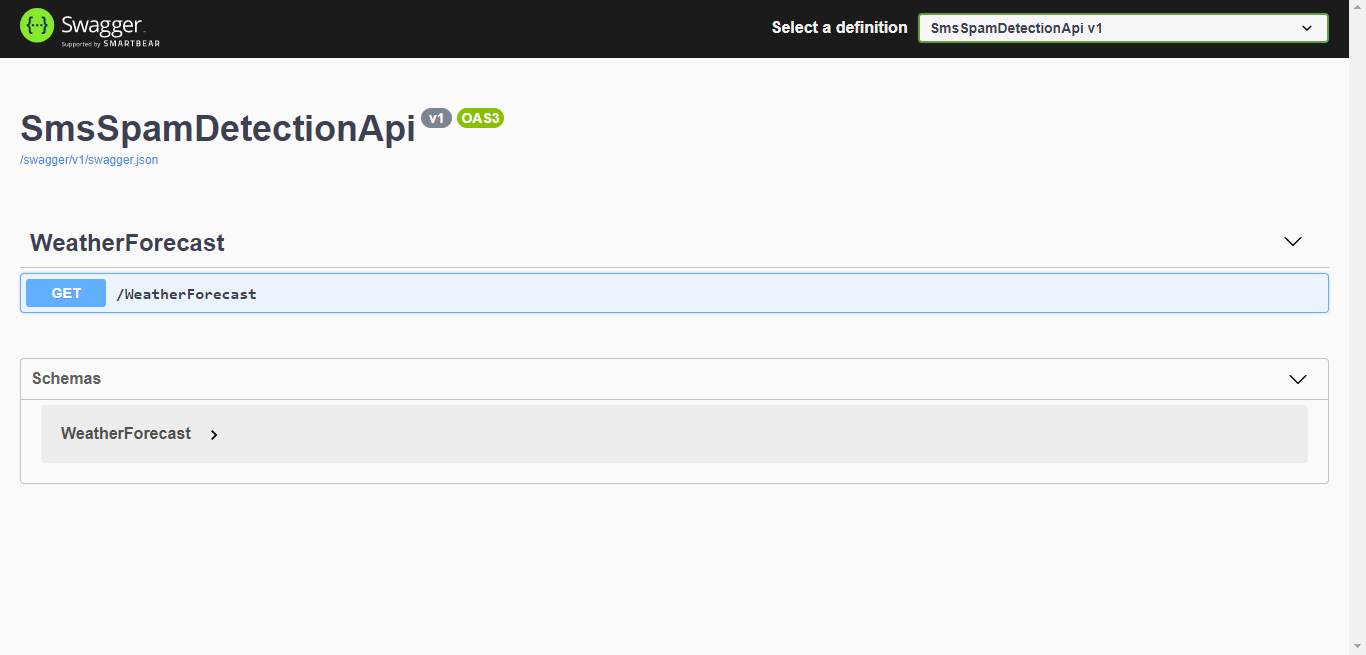 {···} Swagger.
Supported by SMARTBEAR
Select a definition
SmsSpamDetectionApi v1
SmsSpamDetectionApi v1 OAS3
/swagger/v1/swagger.json
WeatherForecast
GET /WeatherForecast
Schemas
WeatherForecast